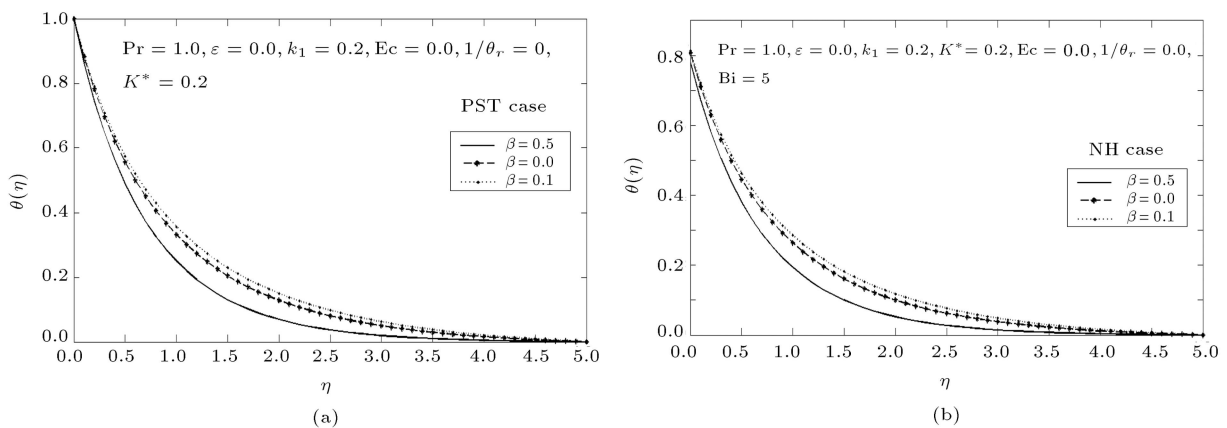 1.0
0.8
0.6
0.4
0.2
0.0
θ(η)
Pr = 1.0, ε = 0.0, k₁ = 0.2, Ec = 0.0, 1/θᵣ = 0,
K* = 0.2
PST case
β = 0.5
β = 0.0
β = 0.1
0.0 0.5 1.0 1.5 2.0 2.5 3.0 3.5 4.0 4.5 5.0
η
(a)
0.8
0.6
0.4
0.2
0.0
θ(η)
Pr = 1.0, ε = 0.0, k₁ = 0.2, K* = 0.2, Ec = 0.0, 1/θᵣ = 0.0,
Bi = 5
NH case
β = 0.5
β = 0.0
β = 0.1
0.0 0.5 1.0 1.5 2.0 2.5 3.0 3.5 4.0 4.5 5.0
η
(b)